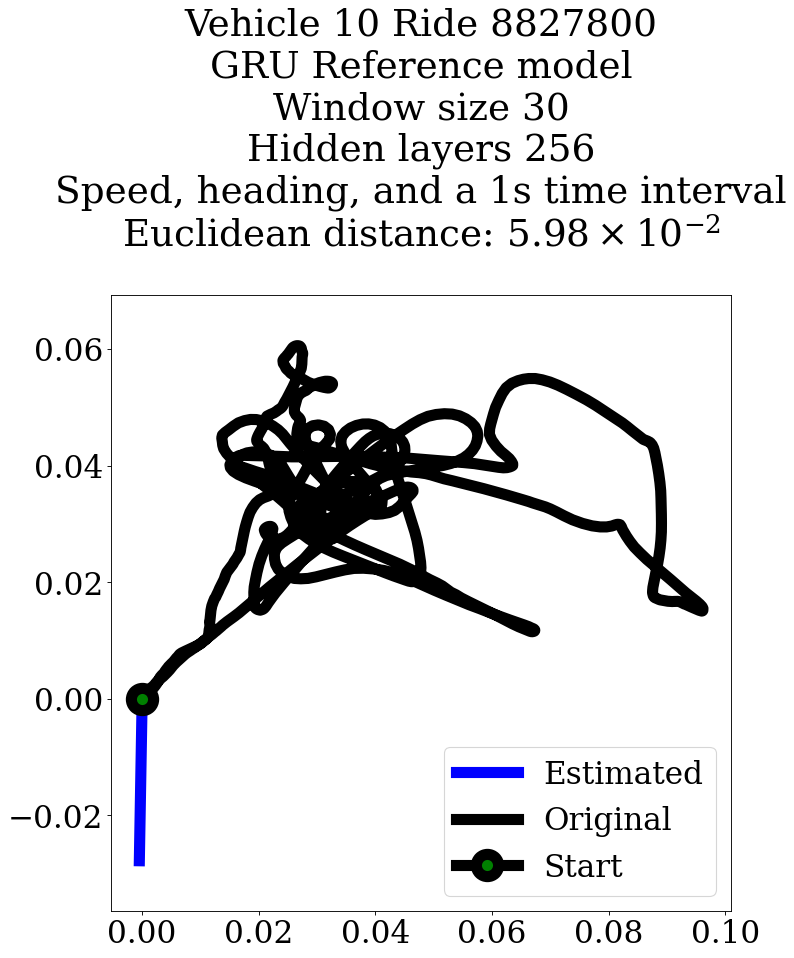 Vehicle 10 Ride 8827800
GRU Reference model
Window size 30
Hidden layers 256
Speed, heading, and a 1s time interval
Euclidean distance: 5.98 × 10⁻²
0.06
0.04
0.02
0.00
−0.02
Estimated
Original
Start
0.00 0.02 0.04 0.06 0.08 0.10